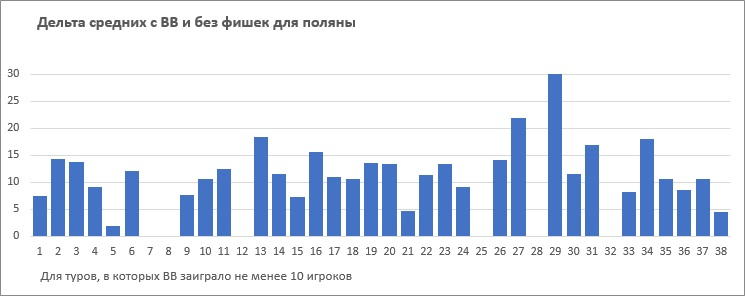 Дельта средних с ВВ и без фишек для поляны
30
25
20
15
10
5
0
1 2 3 4 5 6 7 8 9 10 11 12 13 14 15 16 17 18 19 20 21 22 23 24 25 26 27 28 29 30 31 32 33 34 35 36 37 38
Для туров, в которых ВВ заиграло не менее 10 игроков